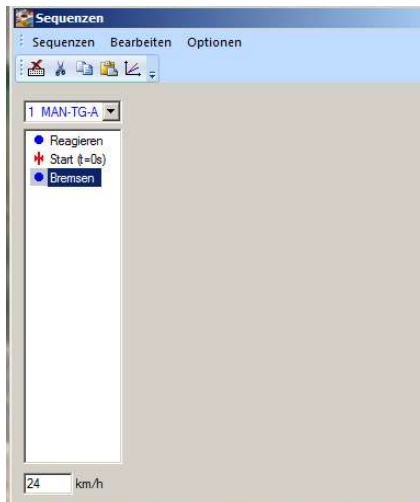 Sequenzen
Sequenzen Bearbeiten Optionen
1 MAN-TG-A
Reagieren
Start (t=0s)
Bremsen
24 km/h